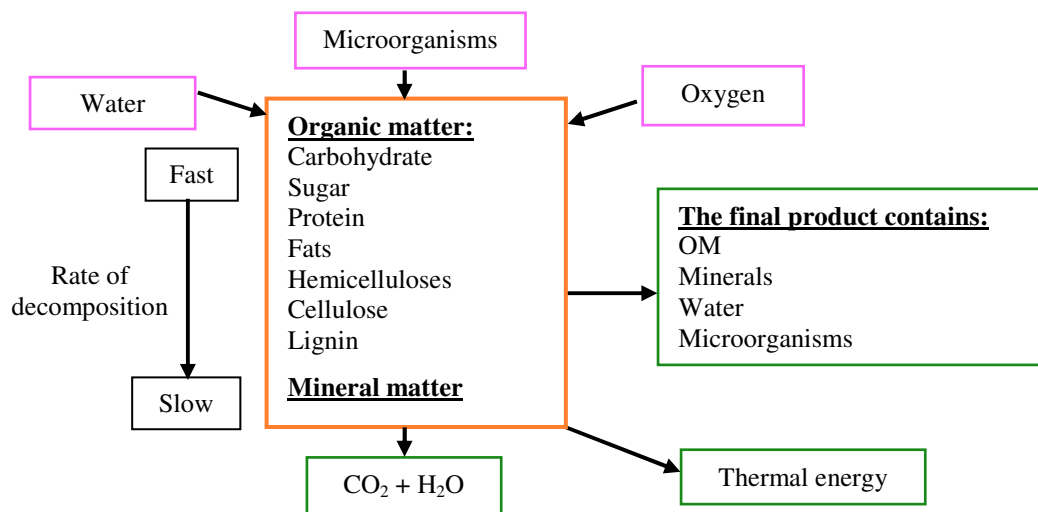 Microorganisms
Water
Oxygen
Organic matter:
Carbohydrate
Sugar
Protein
Fats
Hemicelluloses
Cellulose
Lignin
Mineral matter
Fast
Rate of
decomposition
Slow
The final product contains:
OM
Minerals
Water
Microorganisms
CO₂ + H₂O
Thermal energy